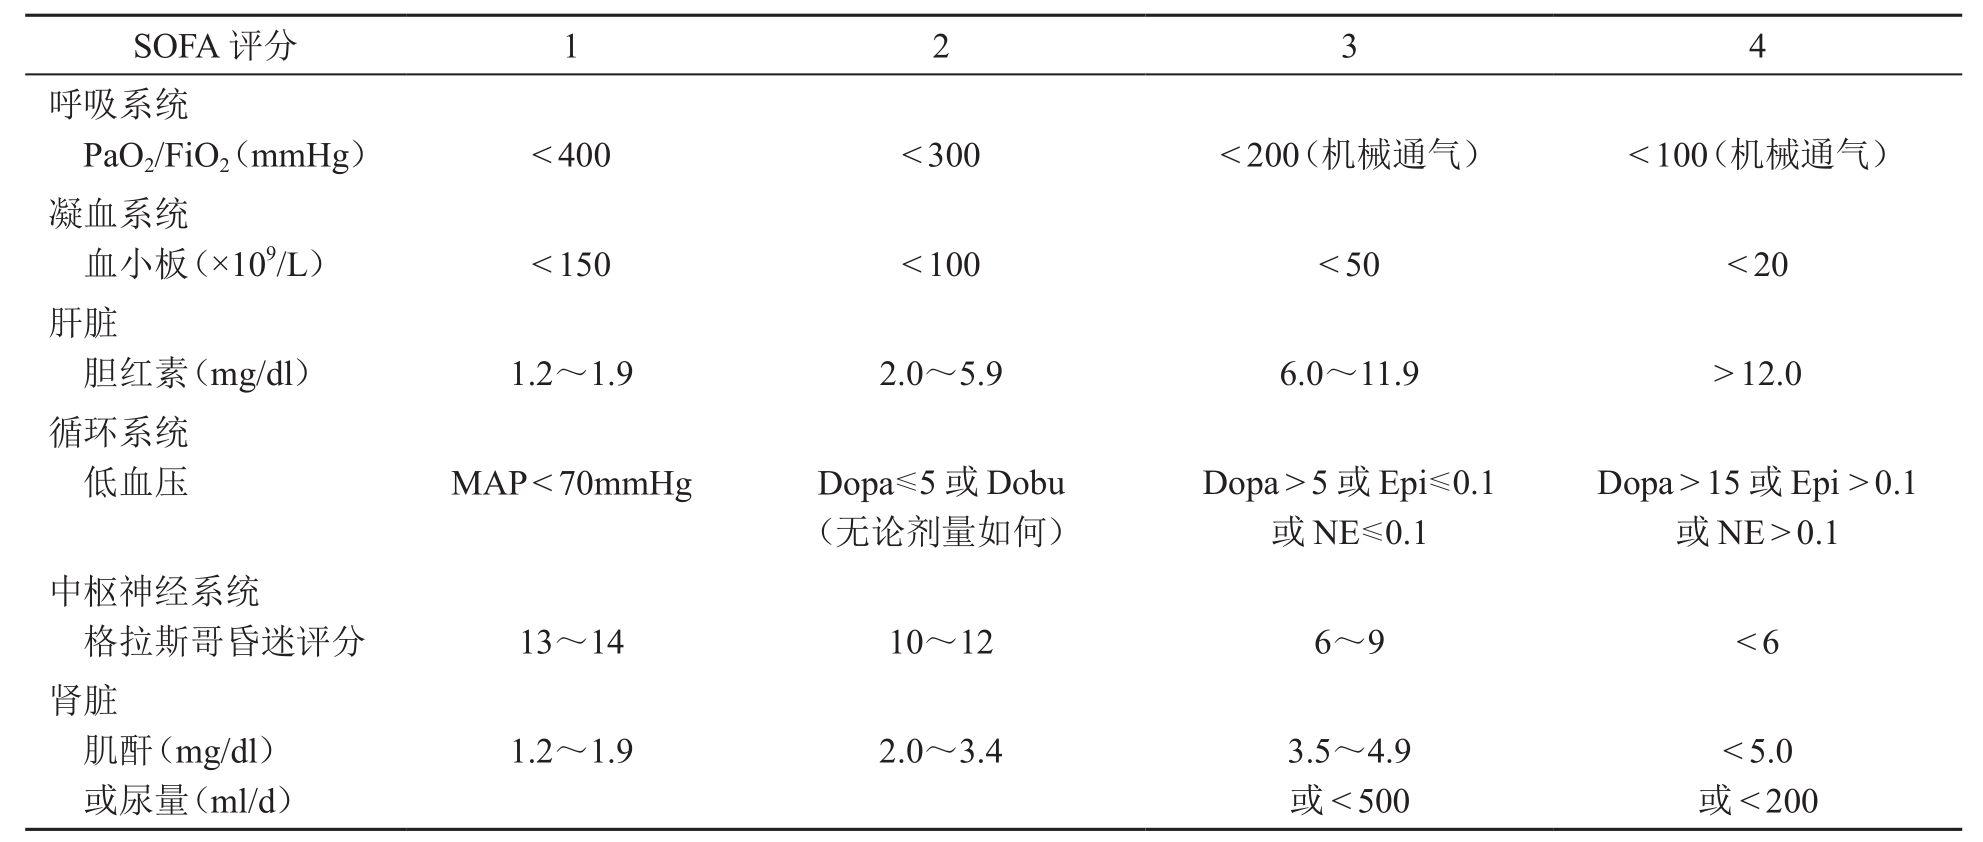 SOFA 评分 1 2 3 4
呼吸系统
PaO₂/FiO₂（mmHg） <400 <300 <200（机械通气） <100（机械通气）
凝血系统
血小板（×10⁹/L） <150 <100 <50 <20
肝脏
胆红素（mg/dl） 1.2～1.9 2.0～5.9 6.0～11.9 >12.0
循环系统
低血压 MAP<70mmHg Dopa≤5 或 Dobu Dopa>5 或 Epi≤0.1 Dopa>15 或 Epi>0.1
（无论剂量如何） 或 NE≤0.1 或 NE>0.1
中枢神经系统
格拉斯哥昏迷评分 13～14 10～12 6～9 <6
肾脏
肌酐（mg/dl） 1.2～1.9 2.0～3.4 3.5～4.9 <5.0
或尿量（ml/d） 或<500 或<200